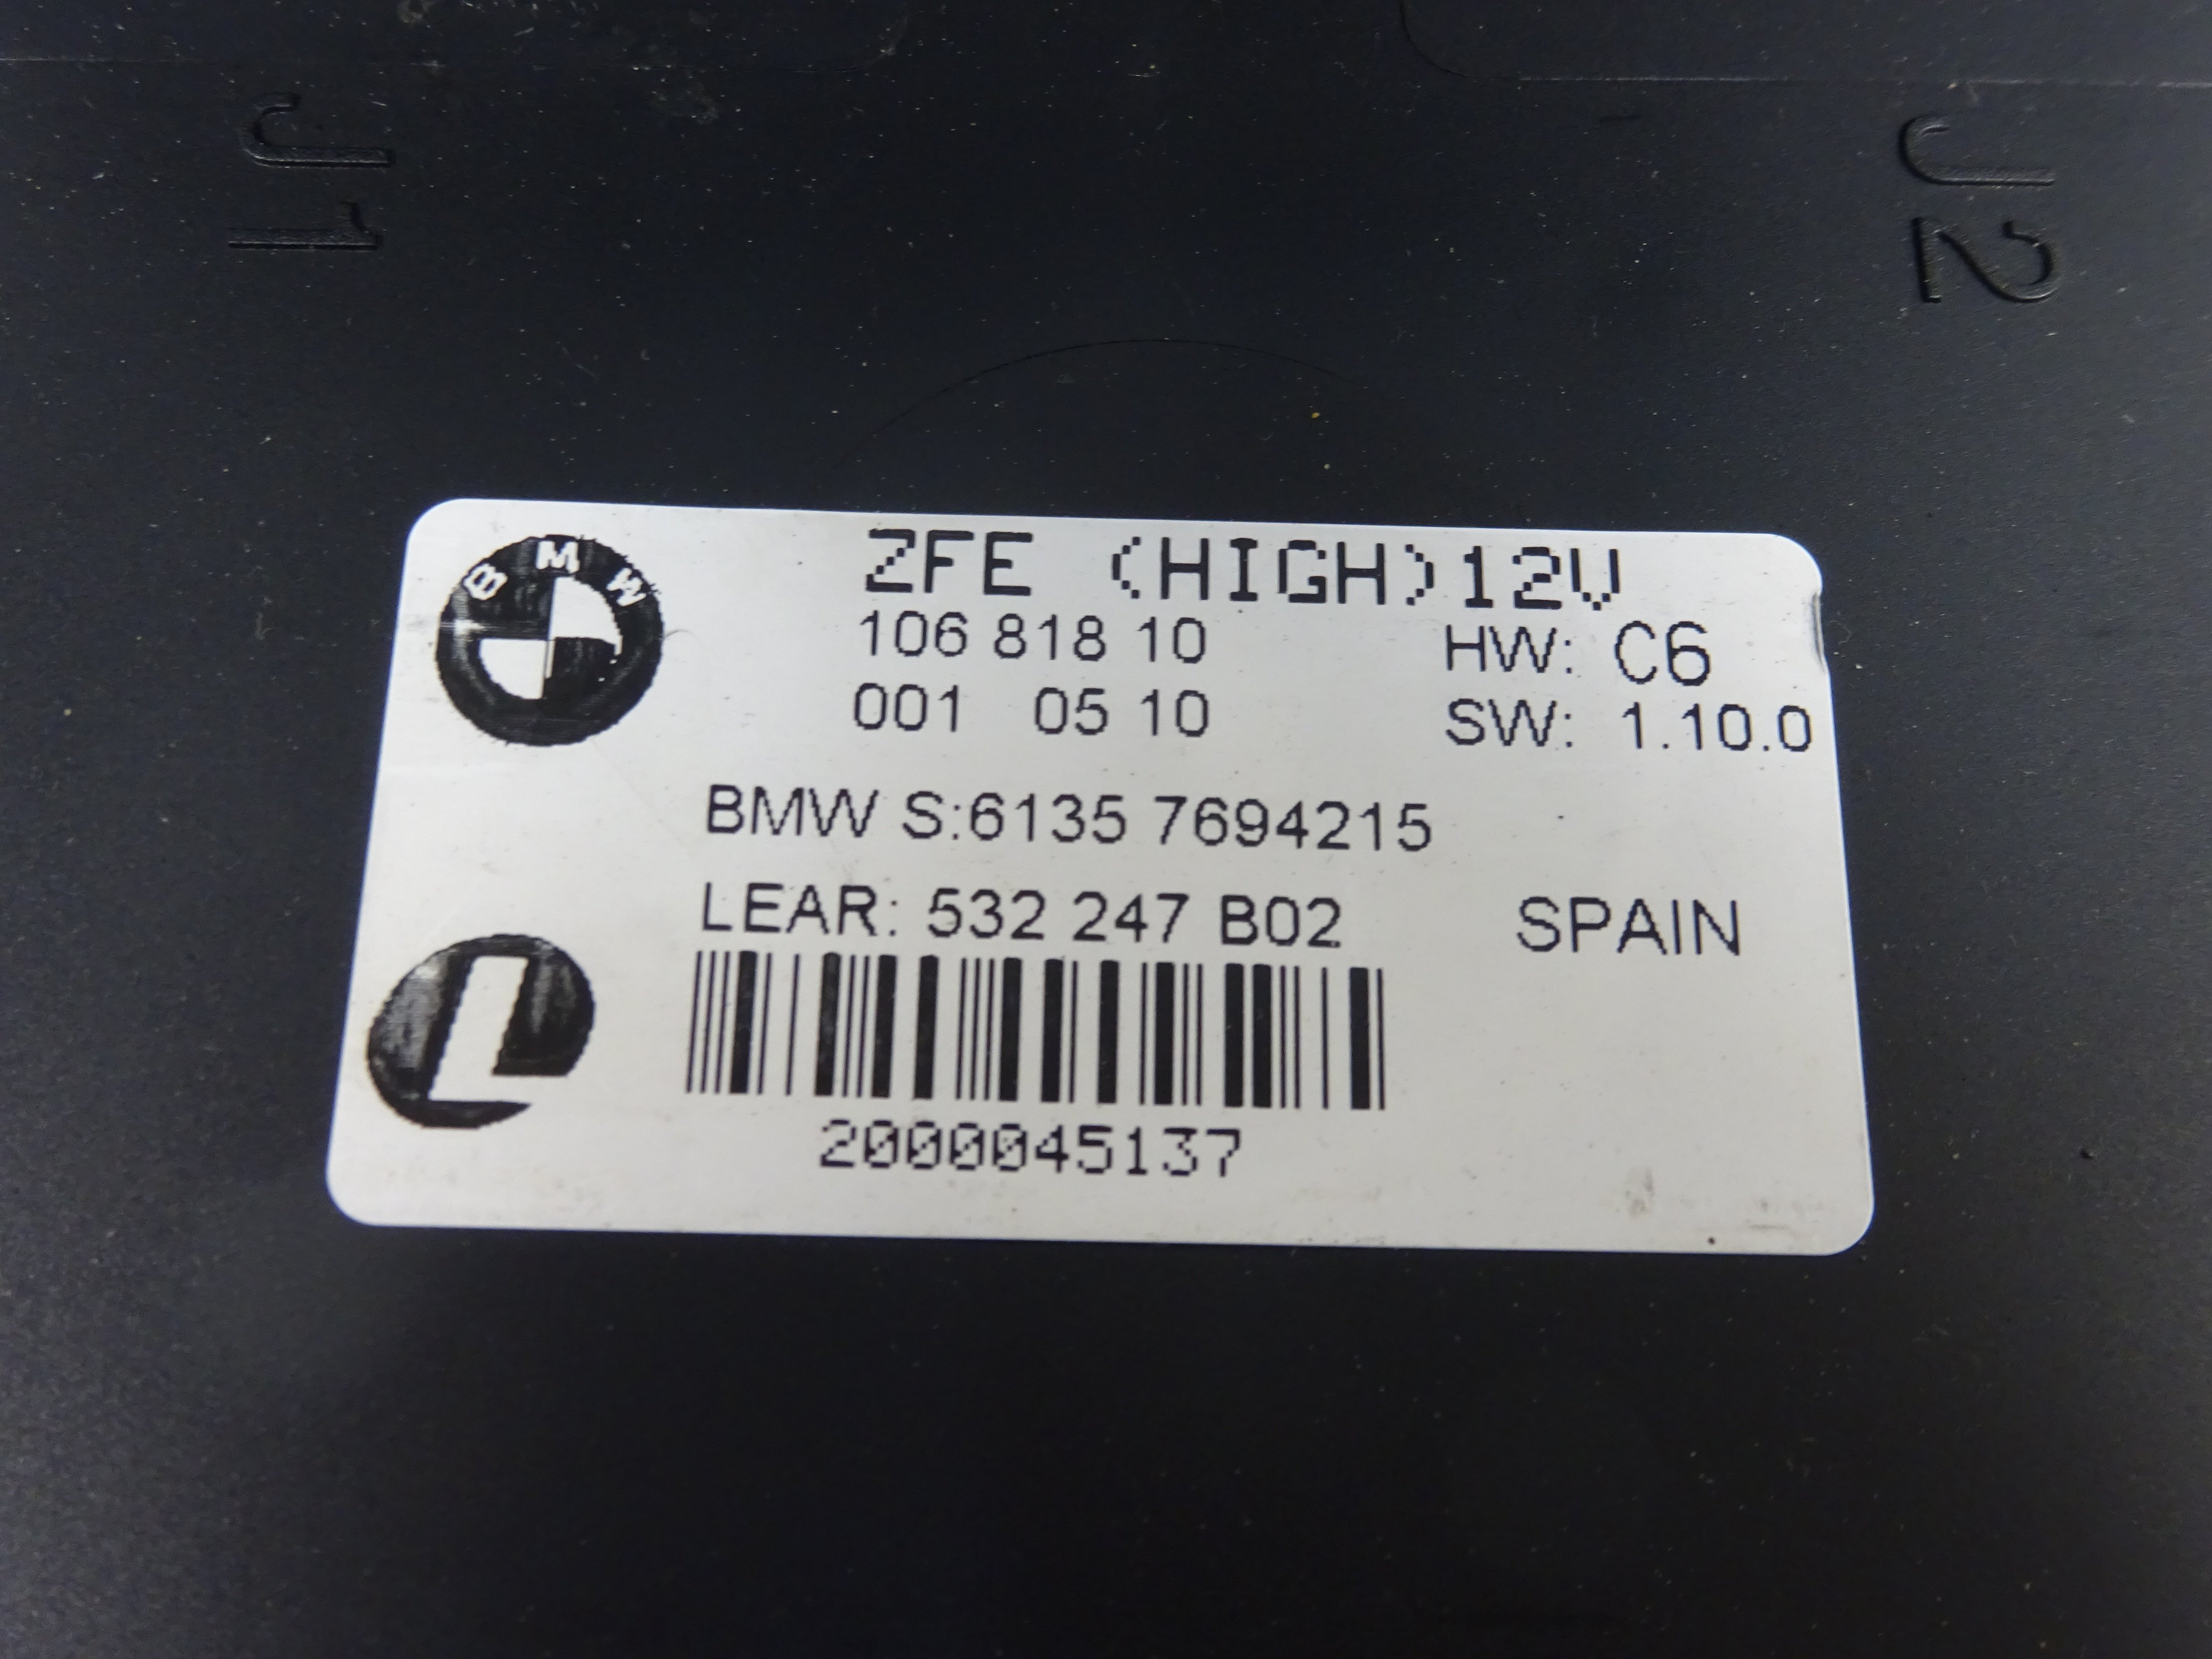 J1
J2
BMW
ZFE (HIGH)12V
106 818 10
HW: C6
001 05 10
SW: 1.10.0
BMW S:6135 7694215
LEAR: 532 247 B02
SPAIN
L
2000045137